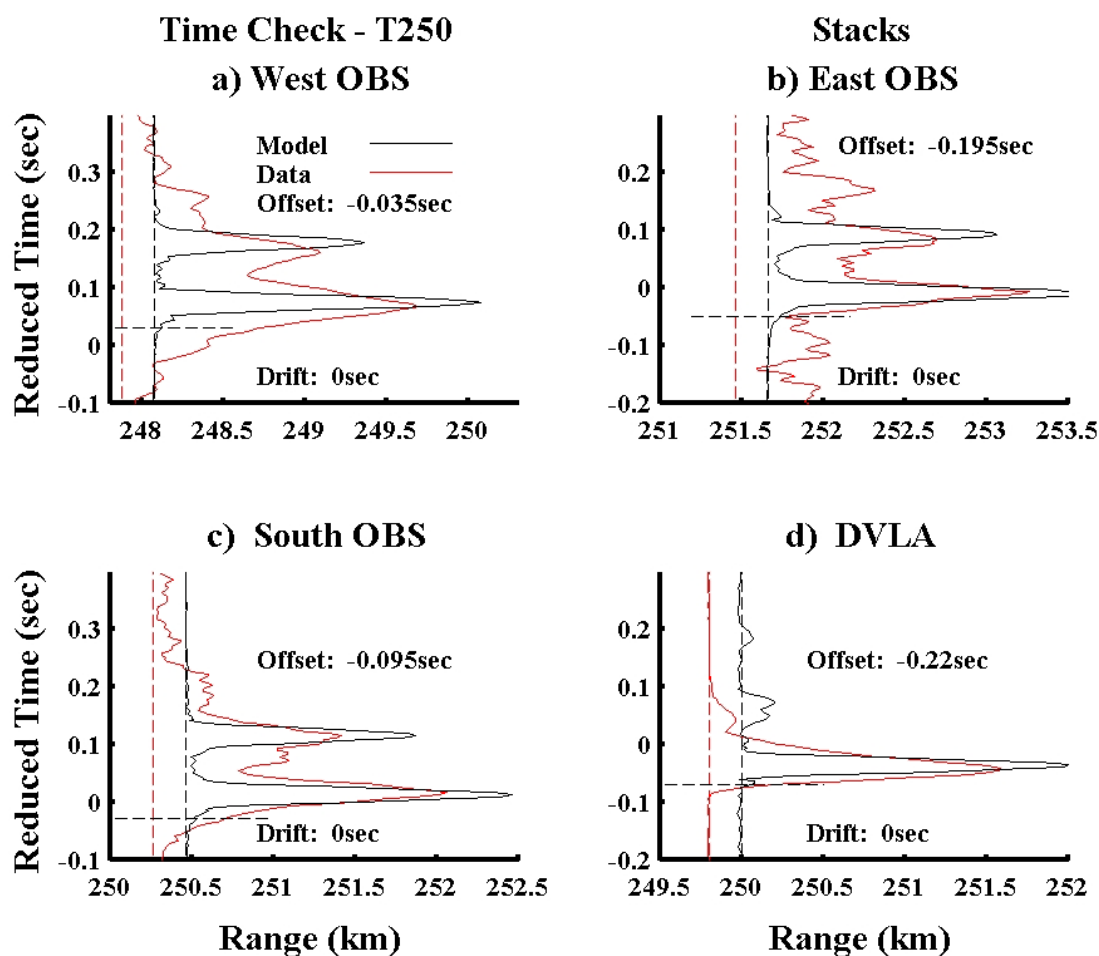 Time Check - T250 Stacks
a) West OBS
Reduced Time (sec)
0.3
0.2
0.1
0
-0.1
Model
Data
Offset: -0.035sec
Drift: 0sec
248 248.5 249 249.5 250
b) East OBS
0.2
0.1
0
-0.1
-0.2
Offset: -0.195sec
Drift: 0sec
251 251.5 252 252.5 253 253.5
c) South OBS
Reduced Time (sec)
0.3
0.2
0.1
0
-0.1
Offset: -0.095sec
Drift: 0sec
250 250.5 251 251.5 252 252.5
Range (km)
d) DVLA
0.2
0.1
0
-0.1
-0.2
Offset: -0.22sec
Drift: 0sec
249.5 250 250.5 251 251.5 252
Range (km)